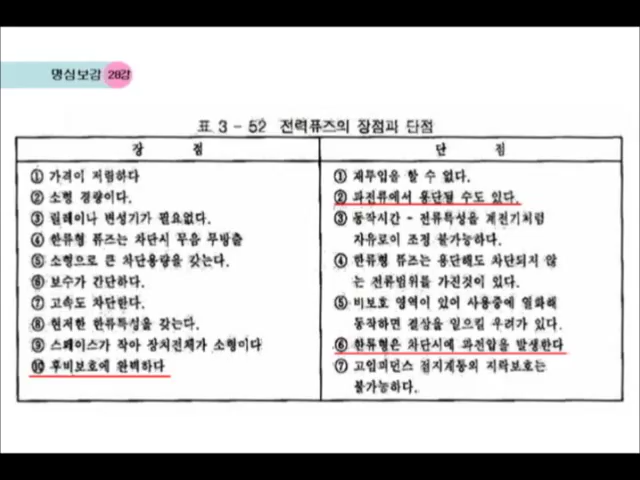 명심보감 28강
표 3 - 52 전력퓨즈의 장점과 단점
장 점
① 가격이 저렴하다
② 소형 경량이다.
③ 릴레이나 변성기가 필요없다.
④ 한류형 퓨즈는 차단시 무음 무방출
⑤ 소형으로 큰 차단용량을 갖는다.
⑥ 보수가 간단하다.
⑦ 고속도 차단한다.
⑧ 현저한 한류특성을 갖는다.
⑨ 스페이스가 작아 장치전체가 소형이다
⑩ 후비보호에 완벽하다
단 점
① 재투입을 할 수 없다.
② 과전류에서 용단될 수도 있다.
③ 동작시간 - 전류특성을 계전기처럼
자유로이 조정 불가능하다.
④ 한류형 퓨즈는 용단해도 차단되지 않
는 전류범위를 가진것이 있다.
⑤ 비보호 영역이 있어 사용중에 열화해
동작하면 결상을 일으킬 우려가 있다.
⑥ 한류형은 차단시에 과전압을 발생한다
⑦ 고임피던스 접지계통의 지락보호는
불가능하다.